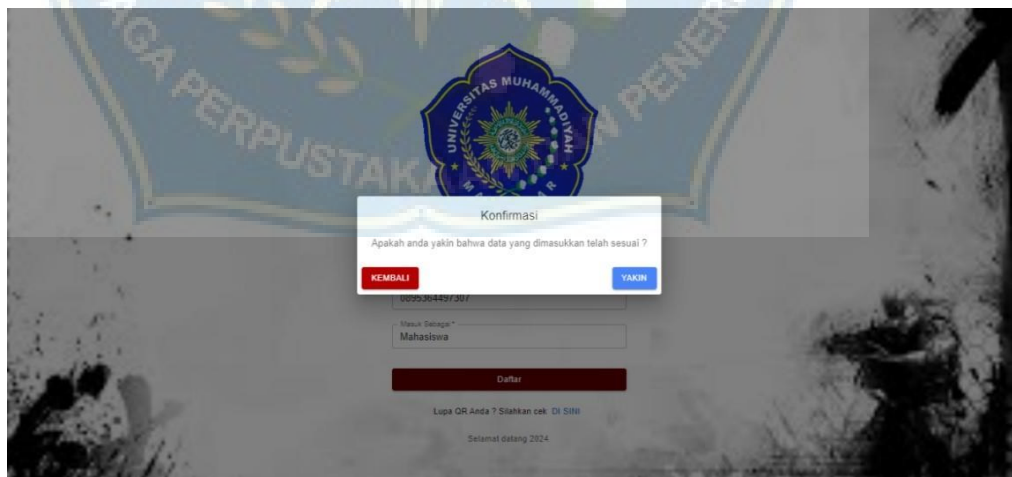 UNIVERSITAS MUHAMMADIYAH
Konfirmasi
Apakah anda yakin bahwa data yang dimasukkan telah sesuai ?
KEMBALI
YAKIN
0895364497307
Masuk Sebagai *
Mahasiswa
Daftar
Lupa QR Anda ? Silahkan cek DI SINI
Selamat datang 2024